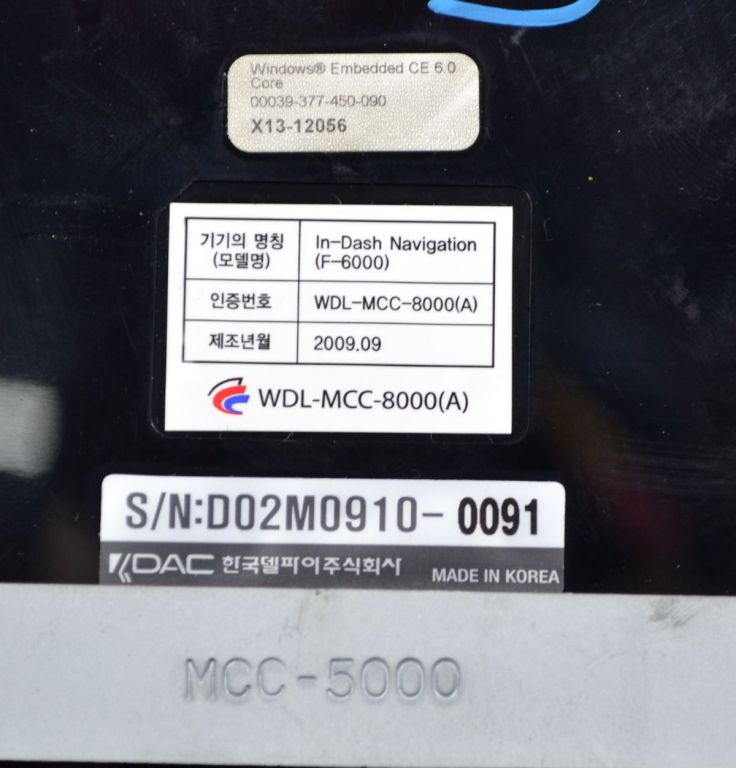 Windows® Embedded CE 6.0
Core
00039-377-450-090
X13-12056
기기의 명칭
(모델명)
In-Dash Navigation
(F-6000)
인증번호
WDL-MCC-8000(A)
제조년월
2009.09
WDL-MCC-8000(A)
S/N:D02M0910- 0091
DAC 한국델파이주식회사
MADE IN KOREA
MCC-5000